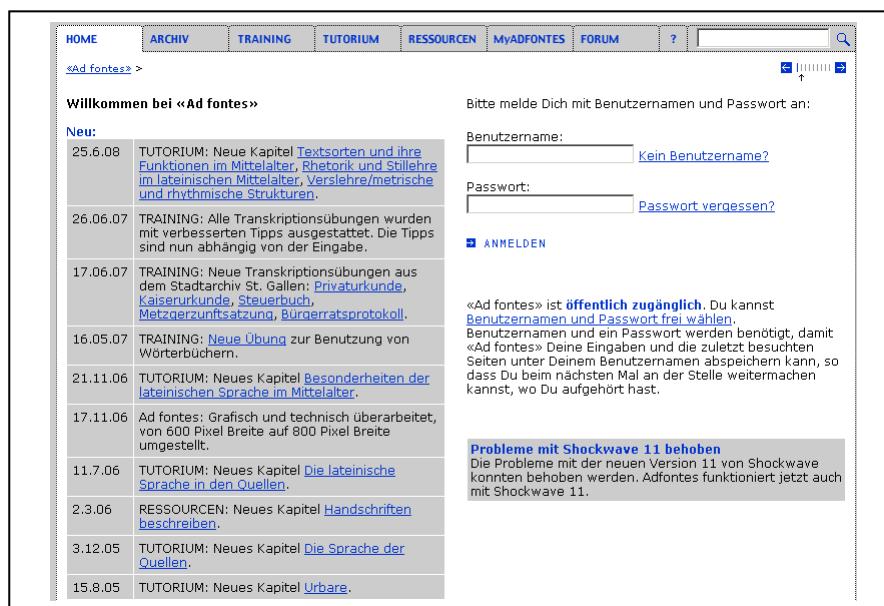 HOME ARCHIV TRAINING TUTORIUM RESSOURCEN MyADFONTES FORUM ?
«Ad fontes» >
Willkommen bei «Ad fontes»
Neu:
25.6.08 TUTORIUM: Neue Kapitel Textsorten und ihre
Funktionen im Mittelalter, Rhetorik und Stillehre
im lateinischen Mittelalter, Verslehre/metrische
und rhythmische Strukturen.
26.06.07 TRAINING: Alle Transkriptionsübungen wurden
mit verbesserten Tipps ausgestattet. Die Tipps
sind nun abhängig von der Eingabe.
17.06.07 TRAINING: Neue Transkriptionsübungen aus
dem Stadtarchiv St. Gallen: Privaturkunde,
Kaiserurkunde, Steuerbuch,
Metzgerzunftsatzung, Bürgerratsprotokoll.
16.05.07 TRAINING: Neue Übung zur Benutzung von
Wörterbüchern.
21.11.06 TUTORIUM: Neues Kapitel Besonderheiten der
lateinischen Sprache im Mittelalter.
17.11.06 Ad fontes: Grafisch und technisch überarbeitet,
von 600 Pixel Breite auf 800 Pixel Breite
umgestellt.
11.7.06 TUTORIUM: Neues Kapitel Die lateinische
Sprache in den Quellen.
2.3.06 RESSOURCEN: Neues Kapitel Handschriften
beschreiben.
3.12.05 TUTORIUM: Neues Kapitel Die Sprache der
Quellen.
15.8.05 TUTORIUM: Neues Kapitel Urbare.
Bitte melde Dich mit Benutzernamen und Passwort an:
Benutzername:
Kein Benutzername?
Passwort:
Passwort vergessen?
ANMELDEN
«Ad fontes» ist öffentlich zugänglich. Du kannst
Benutzernamen und Passwort frei wählen.
Benutzernamen und ein Passwort werden benötigt, damit
«Ad fontes» Deine Eingaben und die zuletzt besuchten
Seiten unter Deinem Benutzernamen abspeichern kann, so
dass Du beim nächsten Mal an der Stelle weitermachen
kannst, wo Du aufgehört hast.
Probleme mit Shockwave 11 behoben
Die Probleme mit der neuen Version 11 von Shockwave
konnten behoben werden. Adfontes funktioniert jetzt auch
mit Shockwave 11.